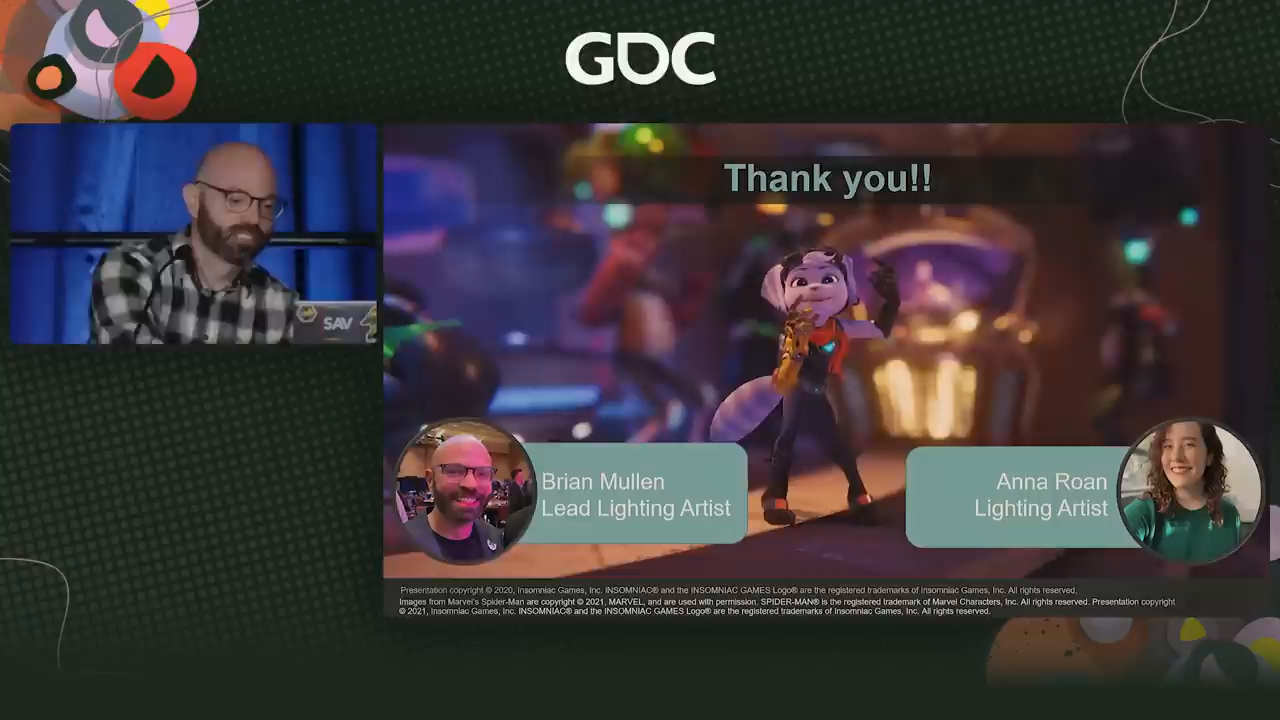 GDC
SAV
Thank you!!
Brian Mullen
Lead Lighting Artist
Anna Roan
Lighting Artist
Presentation copyright © 2020, Insomniac Games, Inc. INSOMNIAC® and the INSOMNIAC GAMES Logo® are the registered trademarks of Insomniac Games, Inc. All rights reserved.
Images from Marvel's Spider-Man are copyright © 2021, MARVEL, and are used with permission. SPIDER-MAN® is the registered trademark of Marvel Characters, Inc. All rights reserved. Presentation copyright
© 2021, Insomniac Games, Inc. INSOMNIAC® and the INSOMNIAC GAMES Logo® are the registered trademarks of Insomniac Games, Inc. All rights reserved.